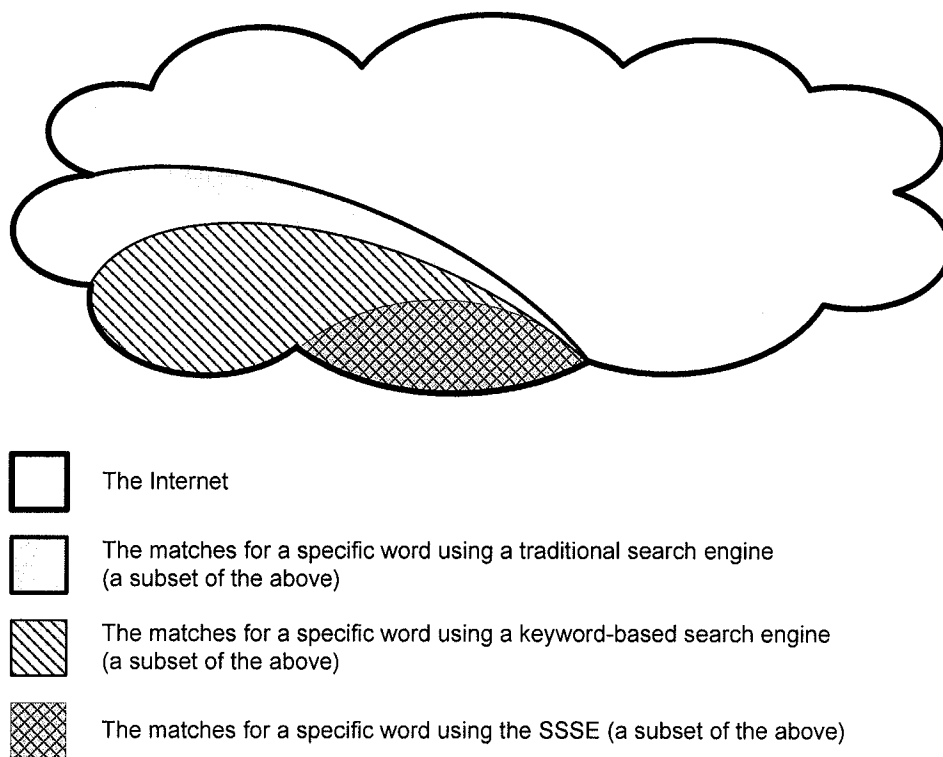 The Internet
The matches for a specific word using a traditional search engine
(a subset of the above)
The matches for a specific word using a keyword-based search engine
(a subset of the above)
The matches for a specific word using the SSSE (a subset of the above)